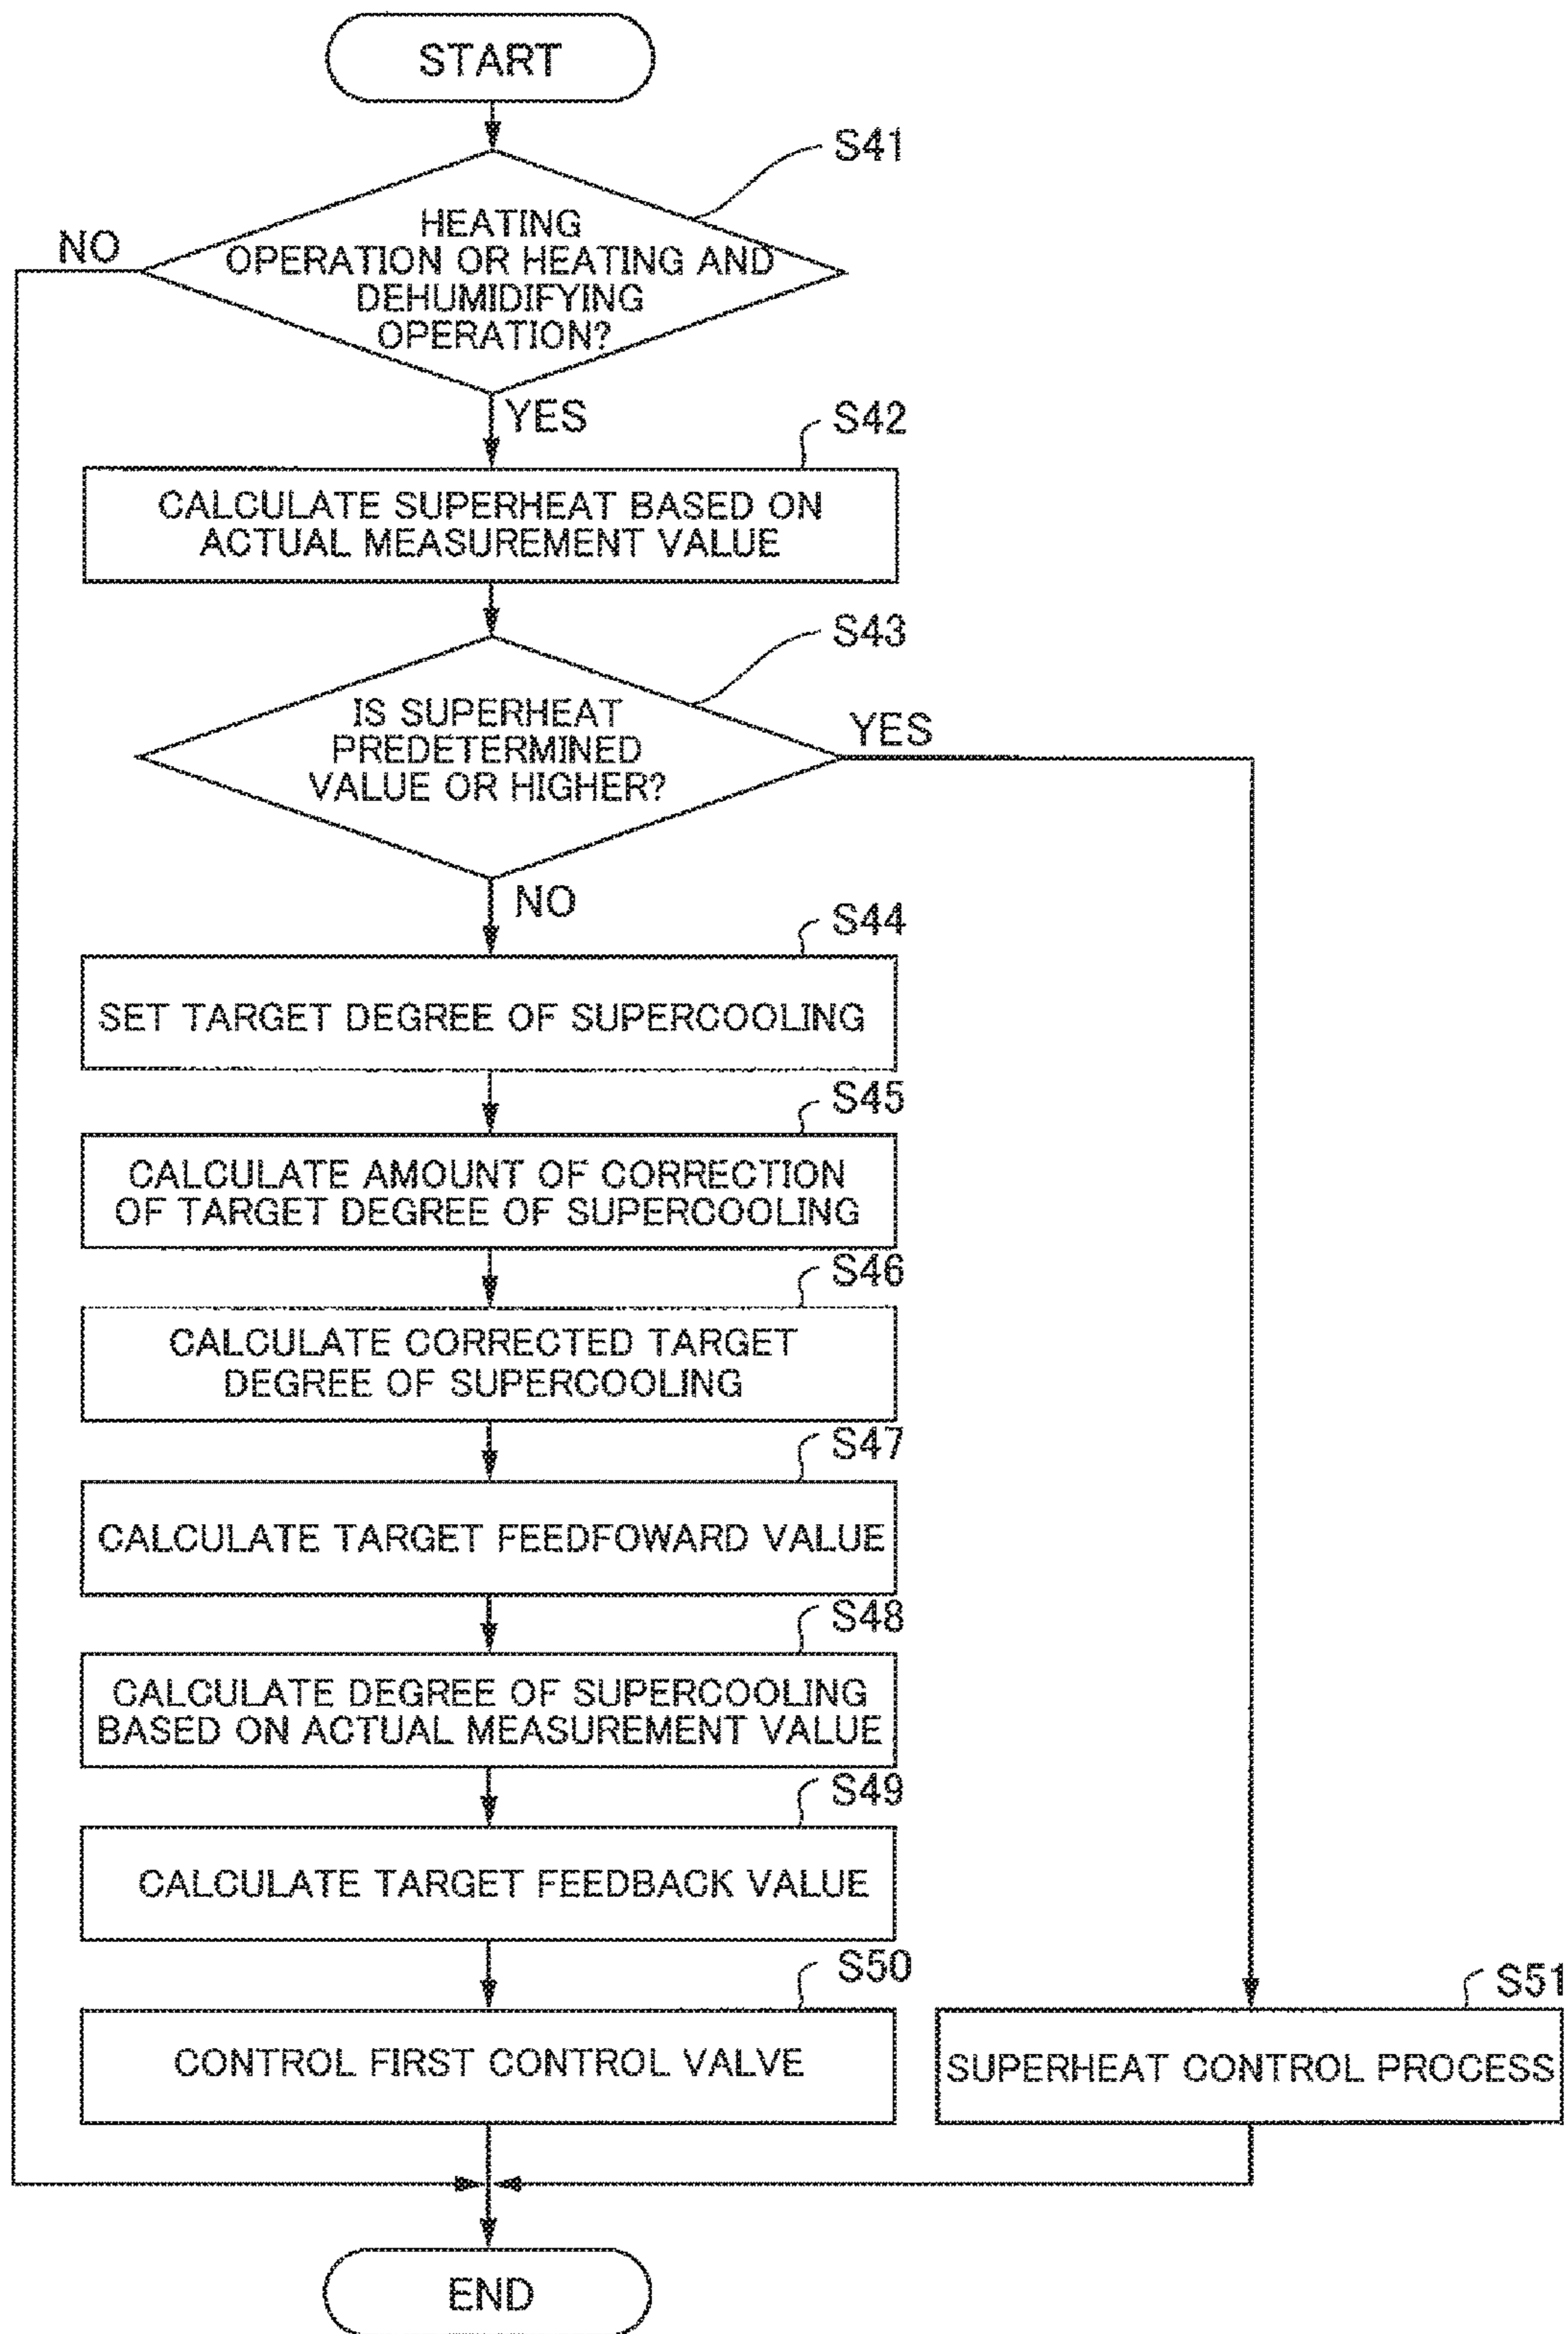 START
S41
HEATING
OPERATION OR HEATING AND
DEHUMIDIFYING
OPERATION?
NO
YES
S42
CALCULATE SUPERHEAT BASED ON
ACTUAL MEASUREMENT VALUE
S43
IS SUPERHEAT
PREDETERMINED
VALUE OR HIGHER?
YES
NO
S44
SET TARGET DEGREE OF SUPERCOOLING
S45
CALCULATE AMOUNT OF CORRECTION
OF TARGET DEGREE OF SUPERCOOLING
S46
CALCULATE CORRECTED TARGET
DEGREE OF SUPERCOOLING
S47
CALCULATE TARGET FEEDFOWARD VALUE
S48
CALCULATE DEGREE OF SUPERCOOLING
BASED ON ACTUAL MEASUREMENT VALUE
S49
CALCULATE TARGET FEEDBACK VALUE
S50
CONTROL FIRST CONTROL VALVE
S51
SUPERHEAT CONTROL PROCESS
END